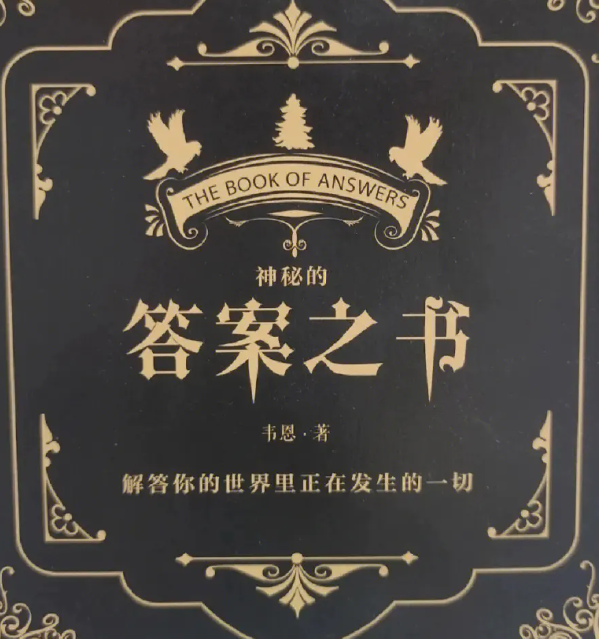 THE BOOK OF ANSWERS
神秘的
答案之书
韦恩·著
解答你的世界里正在发生的一切